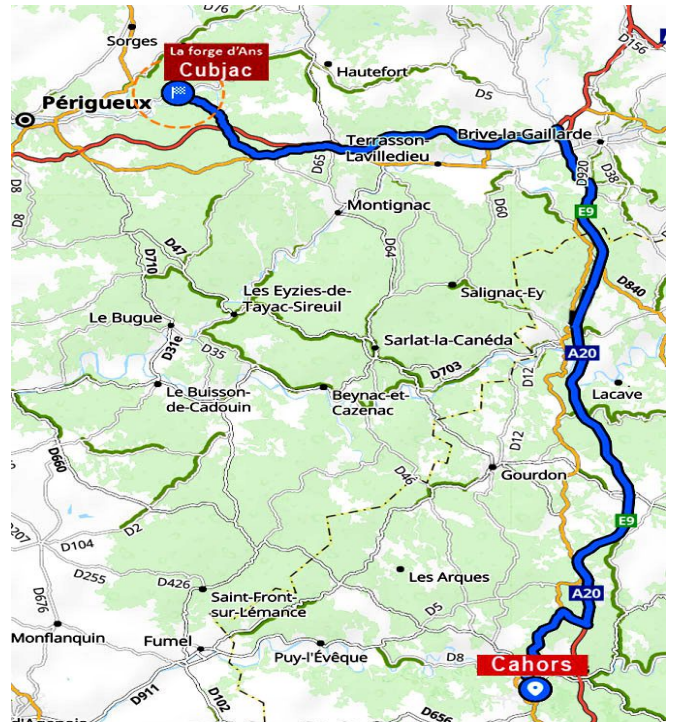 D76
D156
Sorges
La forge d'Ans
Cubjac
Hautefort
D5
Périgueux
Brive-la-Gaillarde
Terrasson-
Lavilledieu
D65
D920
D38
D8
D8
D60
Montignac
E9
D47
D64
D710
D840
Les Eyzies-de-
Tayac-Sireuil
Salignac-Ey
Le Bugue
D31e
D35
Sarlat-la-Canéda
A20
D703
D12
Lacave
Le Buisson-
de-Cadouin
Beynac-et-
Cazenac
D12
D660
D46
Gourdon
D2
E9
D207
D104
D255
D426
Les Arques
A20
D676
Saint-Front-
sur-Lémance
D5
Monflanquin
Fumel
Puy-l'Évêque
D8
Cahors
D911
D102
D656
d'Agenais